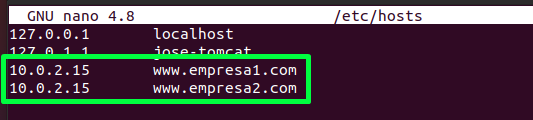 GNU nano 4.8 /etc/hosts
127.0.0.1 localhost
127.0.1.1 jose-tomcat
10.0.2.15 www.empresa1.com
10.0.2.15 www.empresa2.com